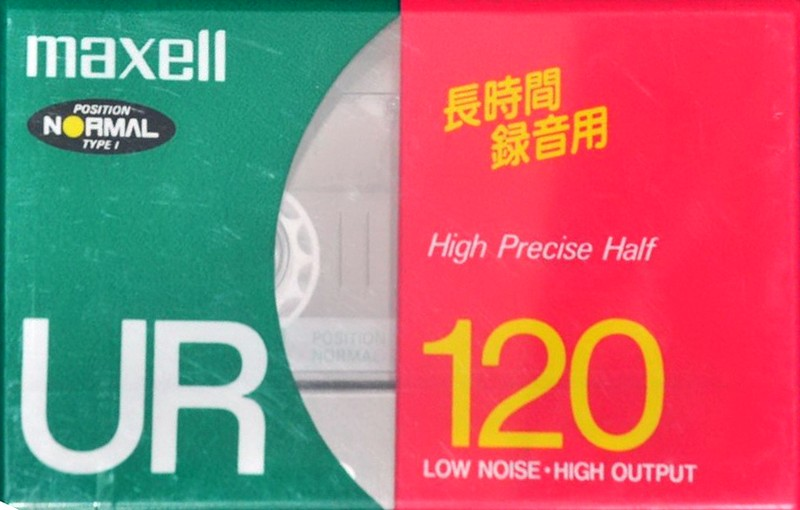 maxell
POSITION
NORMAL
TYPE I
UR
POSITION
NORMAL
長時間
録音用
High Precise Half
120
LOW NOISE・HIGH OUTPUT